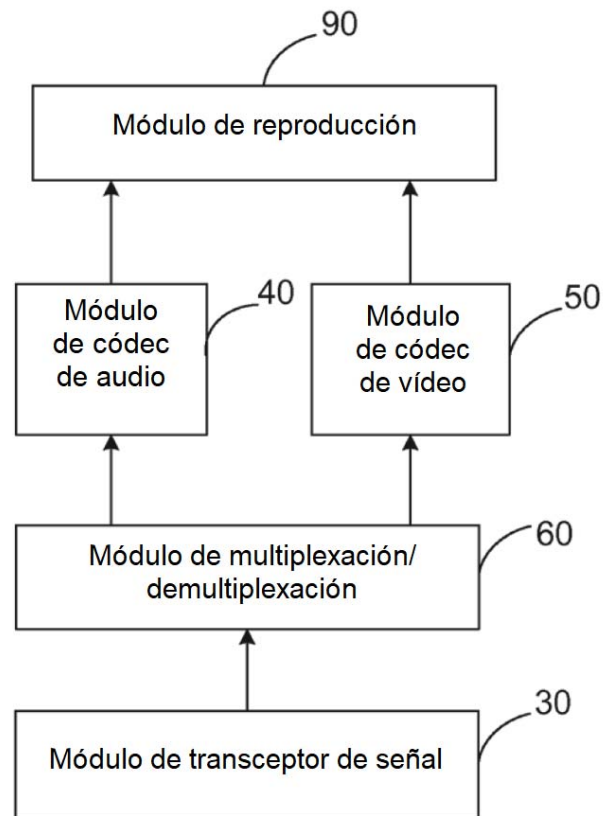 90
Módulo de reproducción
Módulo
de códec
de audio
40
Módulo
de códec
de vídeo
50
Módulo de multiplexación/
demultiplexación
60
Módulo de transceptor de señal
30